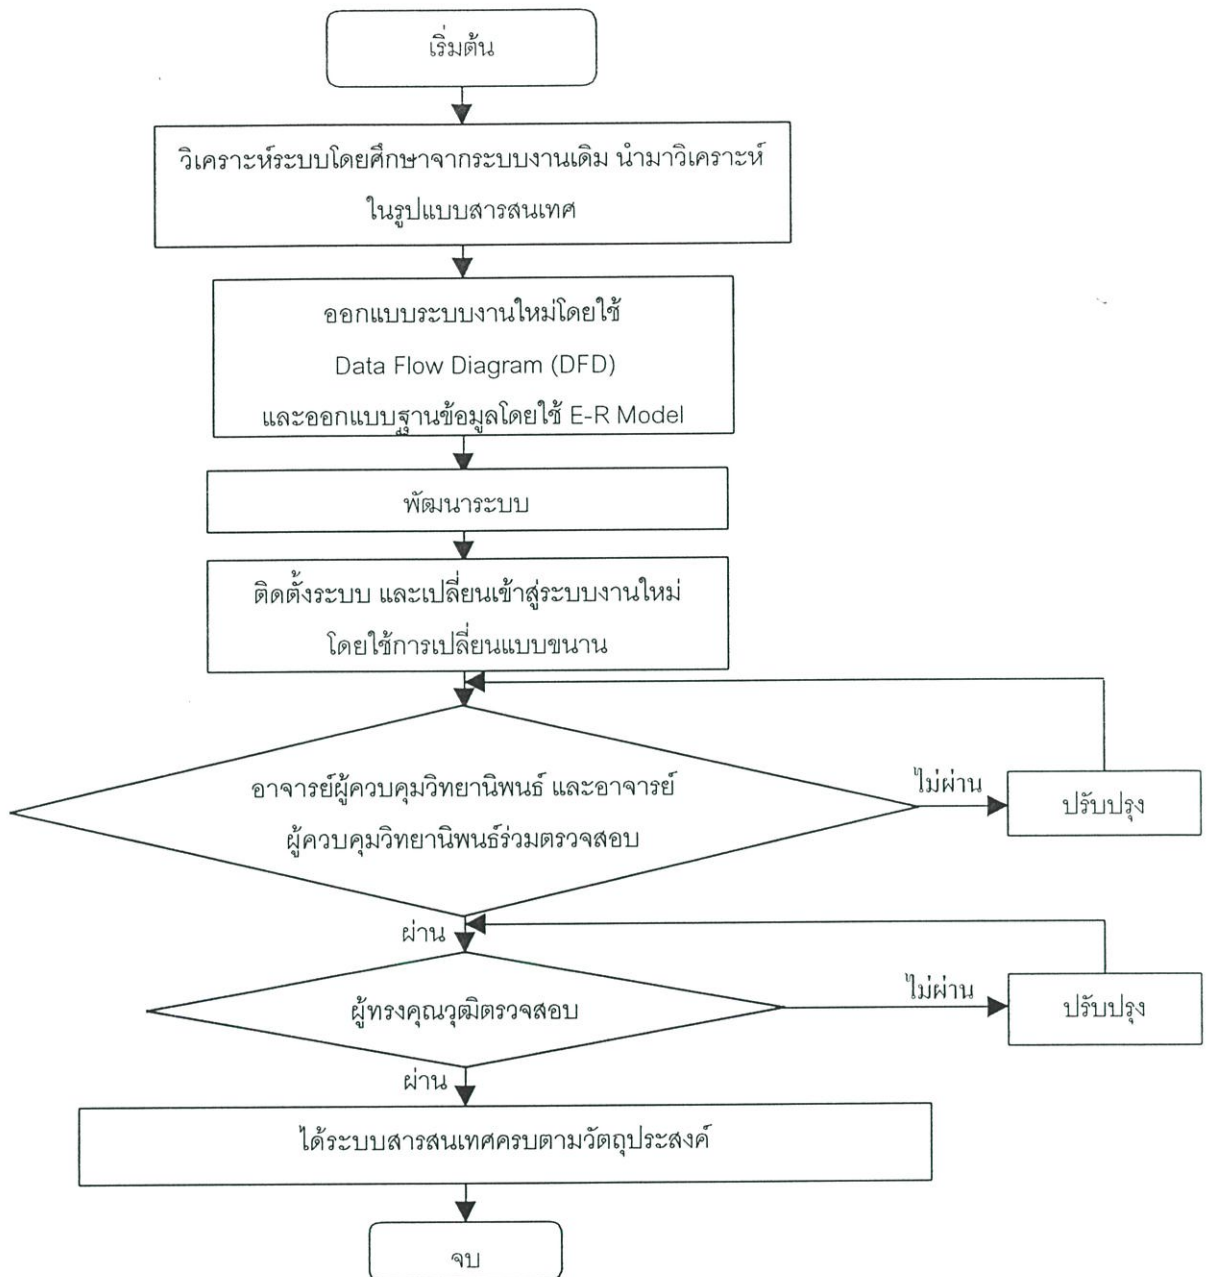 เริ่มต้น
วิเคราะห์ระบบโดยศึกษาจากระบบงานเดิม นำมาวิเคราะห์
ในรูปแบบสารสนเทศ
ออกแบบระบบงานใหม่โดยใช้
Data Flow Diagram (DFD)
และออกแบบฐานข้อมูลโดยใช้ E-R Model
พัฒนาระบบ
ติดตั้งระบบ และเปลี่ยนเข้าสู่ระบบงานใหม่
โดยใช้การเปลี่ยนแบบขนาน
อาจารย์ผู้ควบคุมวิทยานิพนธ์ และอาจารย์
ผู้ควบคุมวิทยานิพนธ์ร่วมตรวจสอบ
ไม่ผ่าน
ปรับปรุง
ผ่าน
ผู้ทรงคุณวุฒิตรวจสอบ
ไม่ผ่าน
ปรับปรุง
ผ่าน
ได้ระบบสารสนเทศครบตามวัตถุประสงค์
จบ